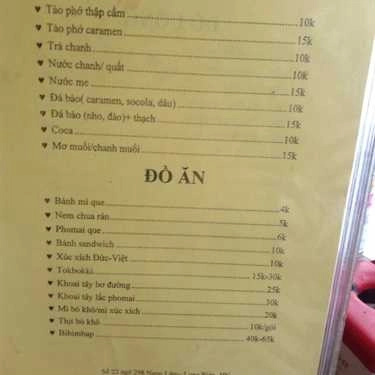 ♥ Tào phớ thập cẩm 10k
♥ Tào phớ caramen 15k
♥ Trà chanh 10k
♥ Nước chanh/ quất 10k
♥ Nước me 15k
♥ Đá bào( caramen, socola, dâu) 10k
♥ Đá bào (nho, đào)+ thạch 15k
♥ Coca 10k
♥ Mơ muối/chanh muối 15k
ĐỒ ĂN
♥ Bánh mì que 4k
♥ Nem chua rán 5k
♥ Phomai que 6k
♥ Bánh sandwich 10k
♥ Xúc xích Đức-Việt 10k
♥ Tokbokki 15k-30k
♥ Khoai tây bơ đường 25k
♥ Khoai tây lắc phomai 30k
♥ Mì bò khô/mì xúc xích 20k
♥ Thịt bò khô 10k/gói
♥ Bibimbap 40k-65k
Số 22 ngõ 298